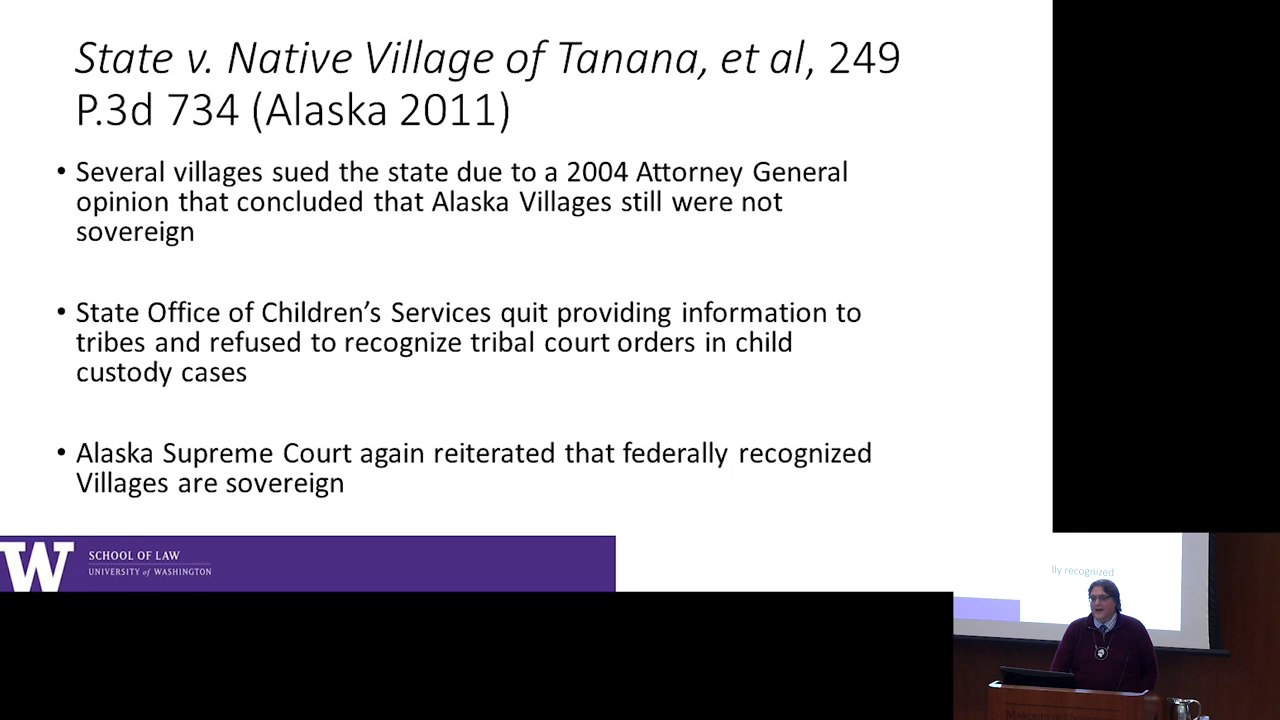 State v. Native Village of Tanana, et al, 249
P.3d 734 (Alaska 2011)
• Several villages sued the state due to a 2004 Attorney General
opinion that concluded that Alaska Villages still were not
sovereign
• State Office of Children's Services quit providing information to
tribes and refused to recognize tribal court orders in child
custody cases
• Alaska Supreme Court again reiterated that federally recognized
Villages are sovereign
W
SCHOOL OF LAW
UNIVERSITY of WASHINGTON
lly recognized